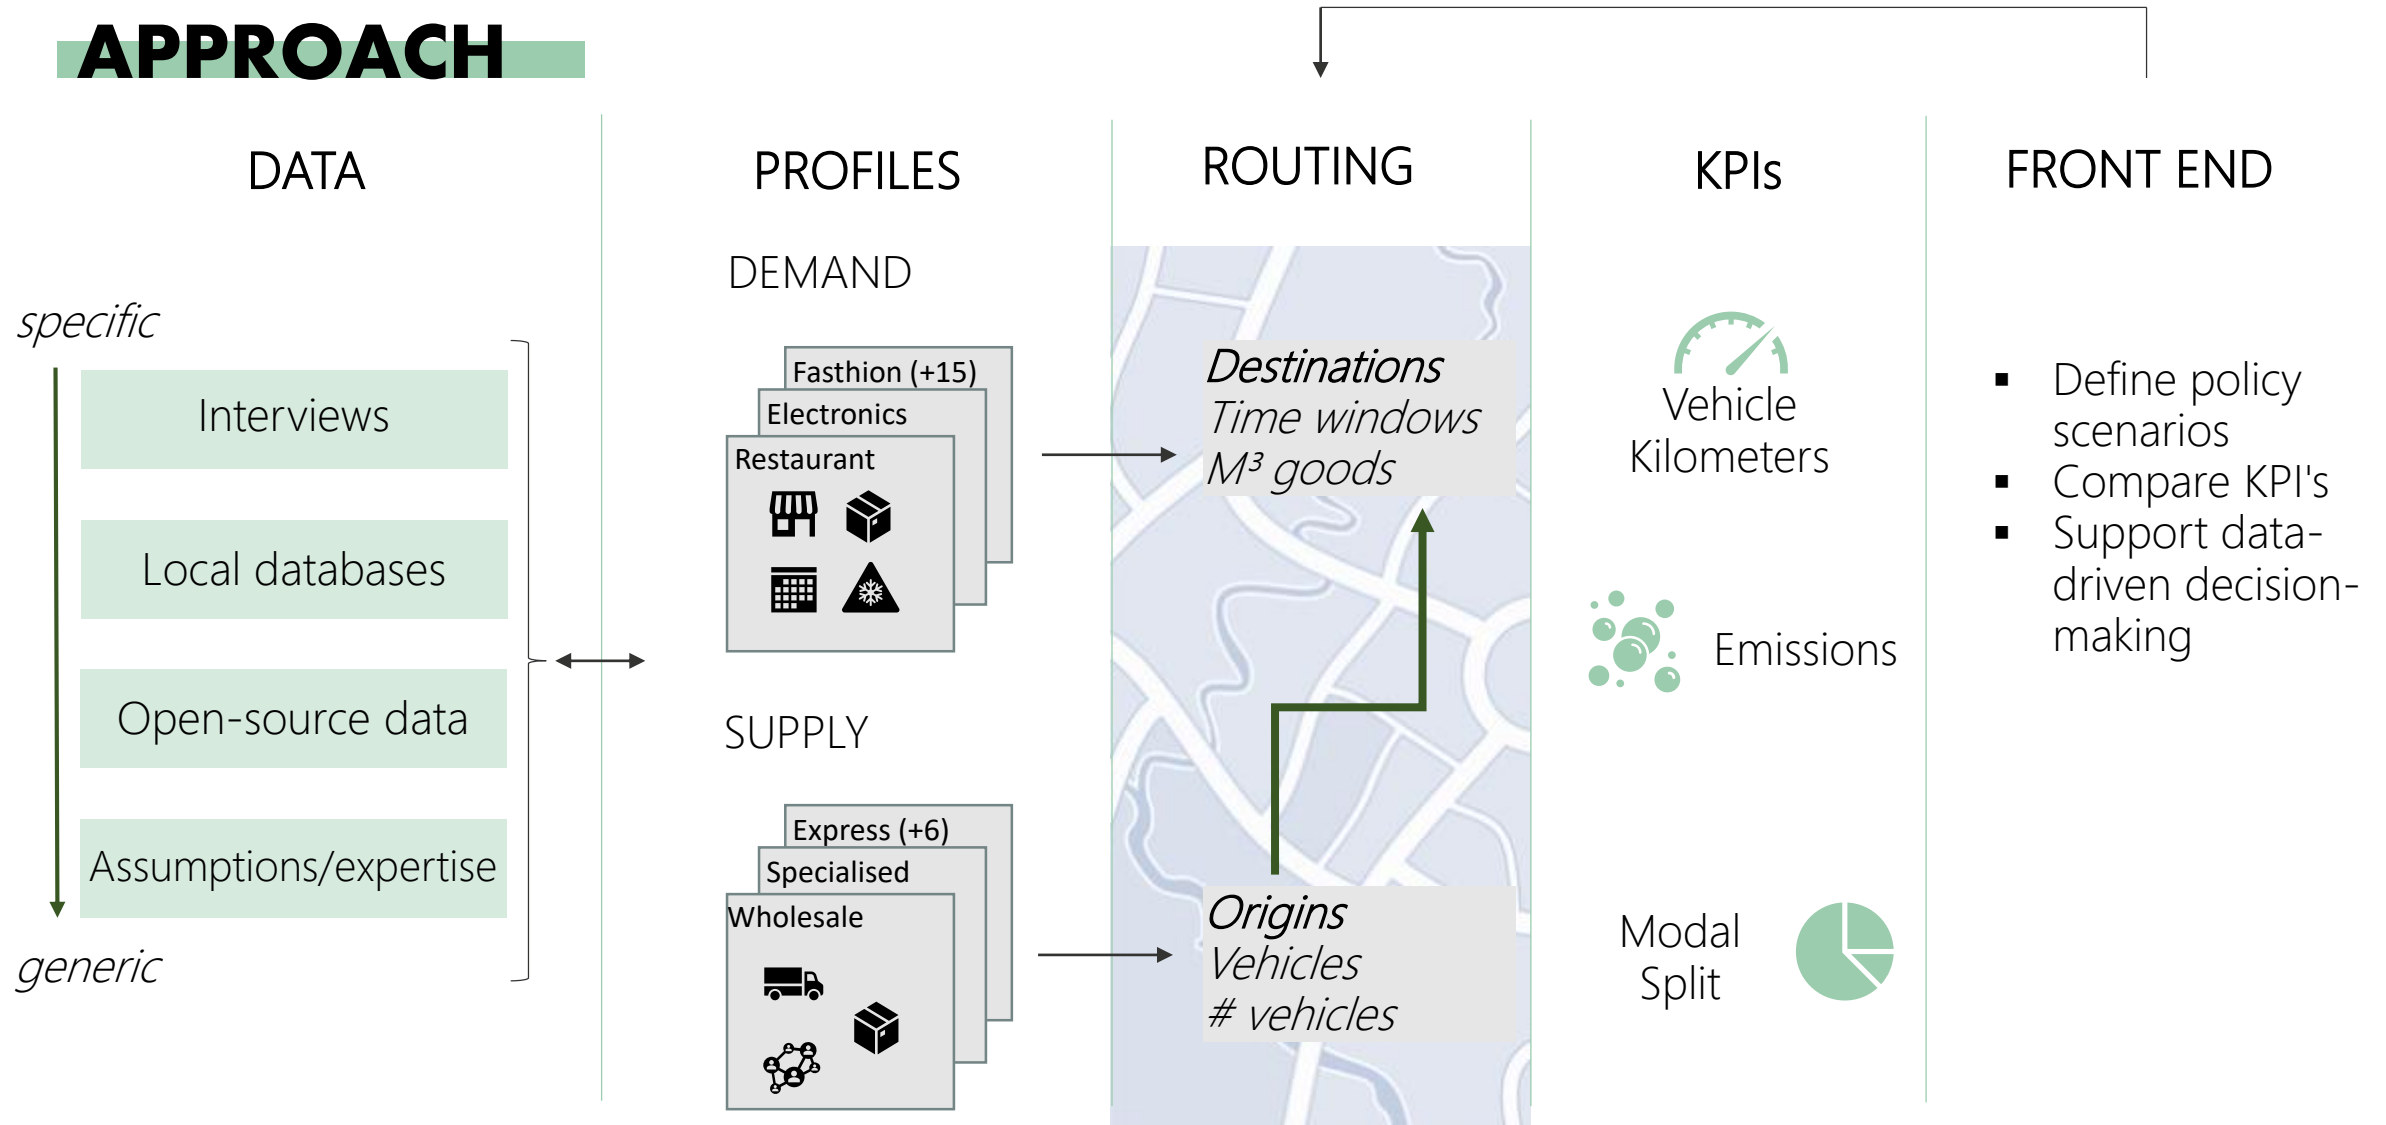 APPROACH
DATA
specific
Interviews
Local databases
Open-source data
Assumptions/expertise
generic
PROFILES
DEMAND
Fasthion (+15)
Electronics
Restaurant
SUPPLY
Express (+6)
Specialised
Wholesale
ROUTING
Destinations
Time windows
M³ goods
Origins
Vehicles
# vehicles
KPIs
Vehicle
Kilometers
Emissions
Modal
Split
FRONT END
▪ Define policy
scenarios
▪ Compare KPI's
▪ Support data-
driven decision-
making